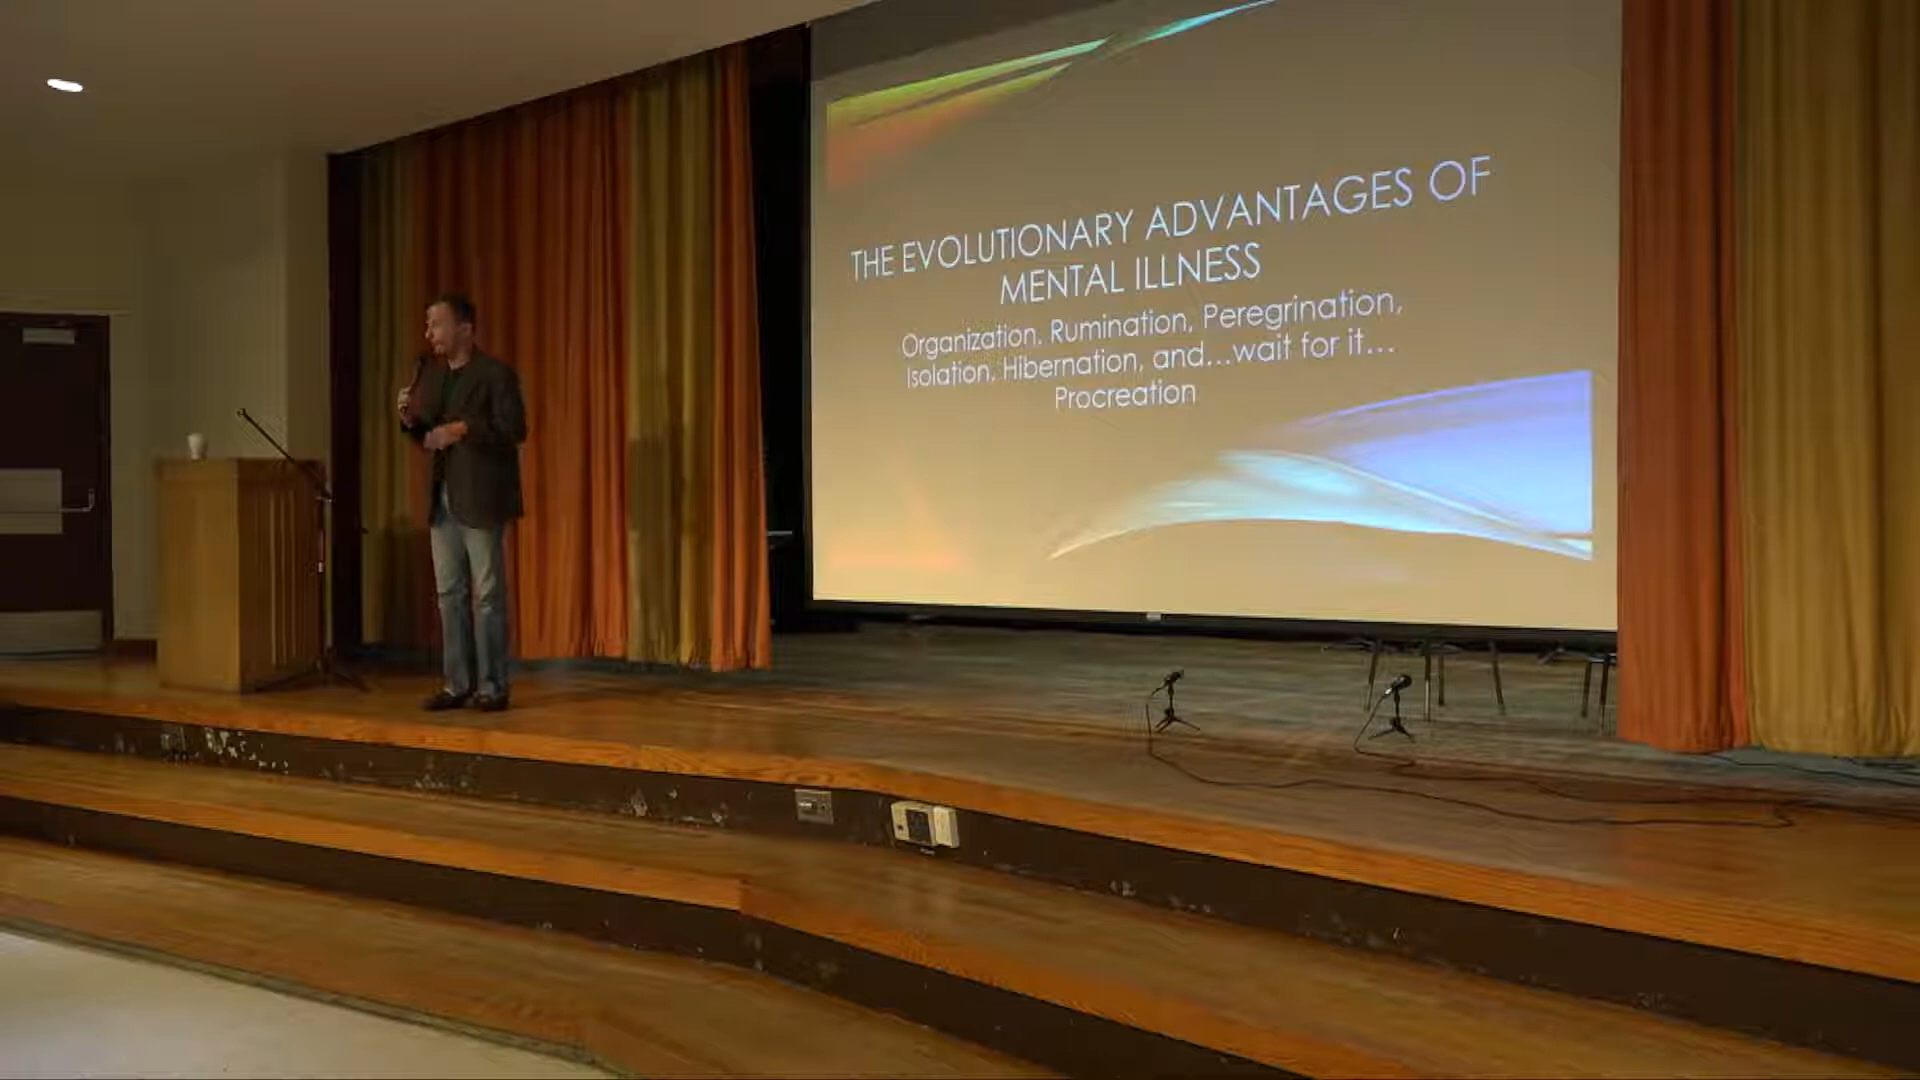 THE EVOLUTIONARY ADVANTAGES OF
MENTAL ILLNESS
Organization. Rumination, Peregrination,
Isolation, Hibernation, and...wait for it...
Procreation